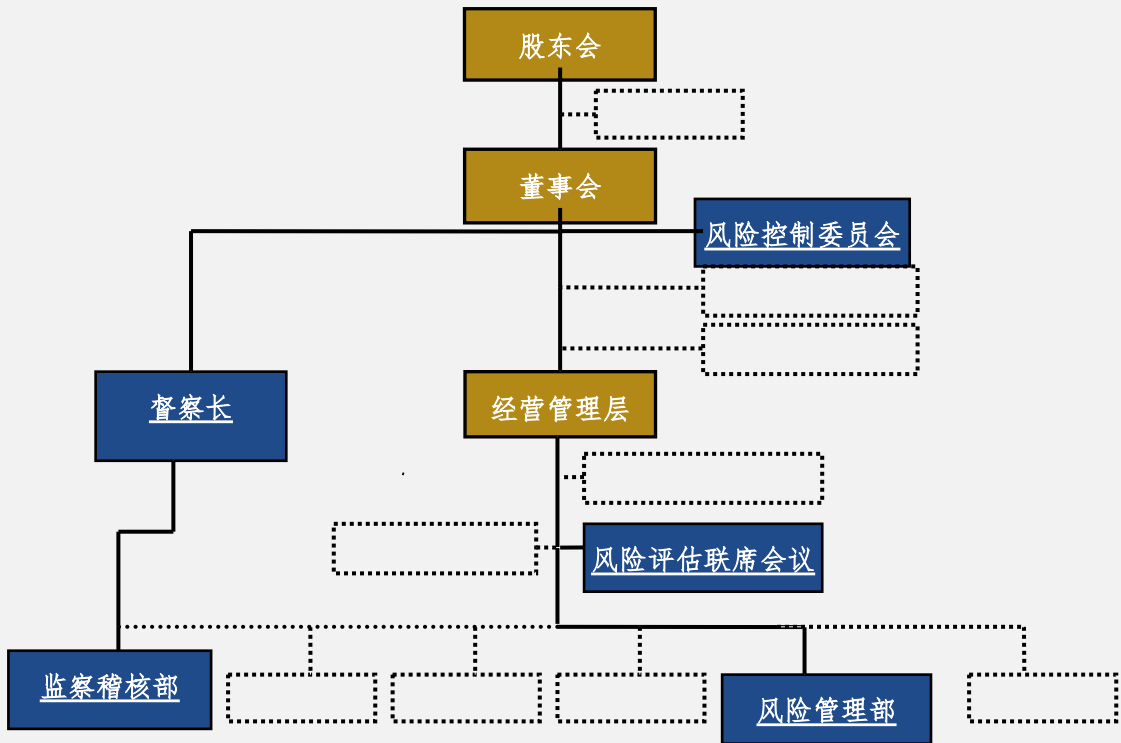 股东会
董事会
风险控制委员会
督察长
经营管理层
风险评估联席会议
监察稽核部
风险管理部